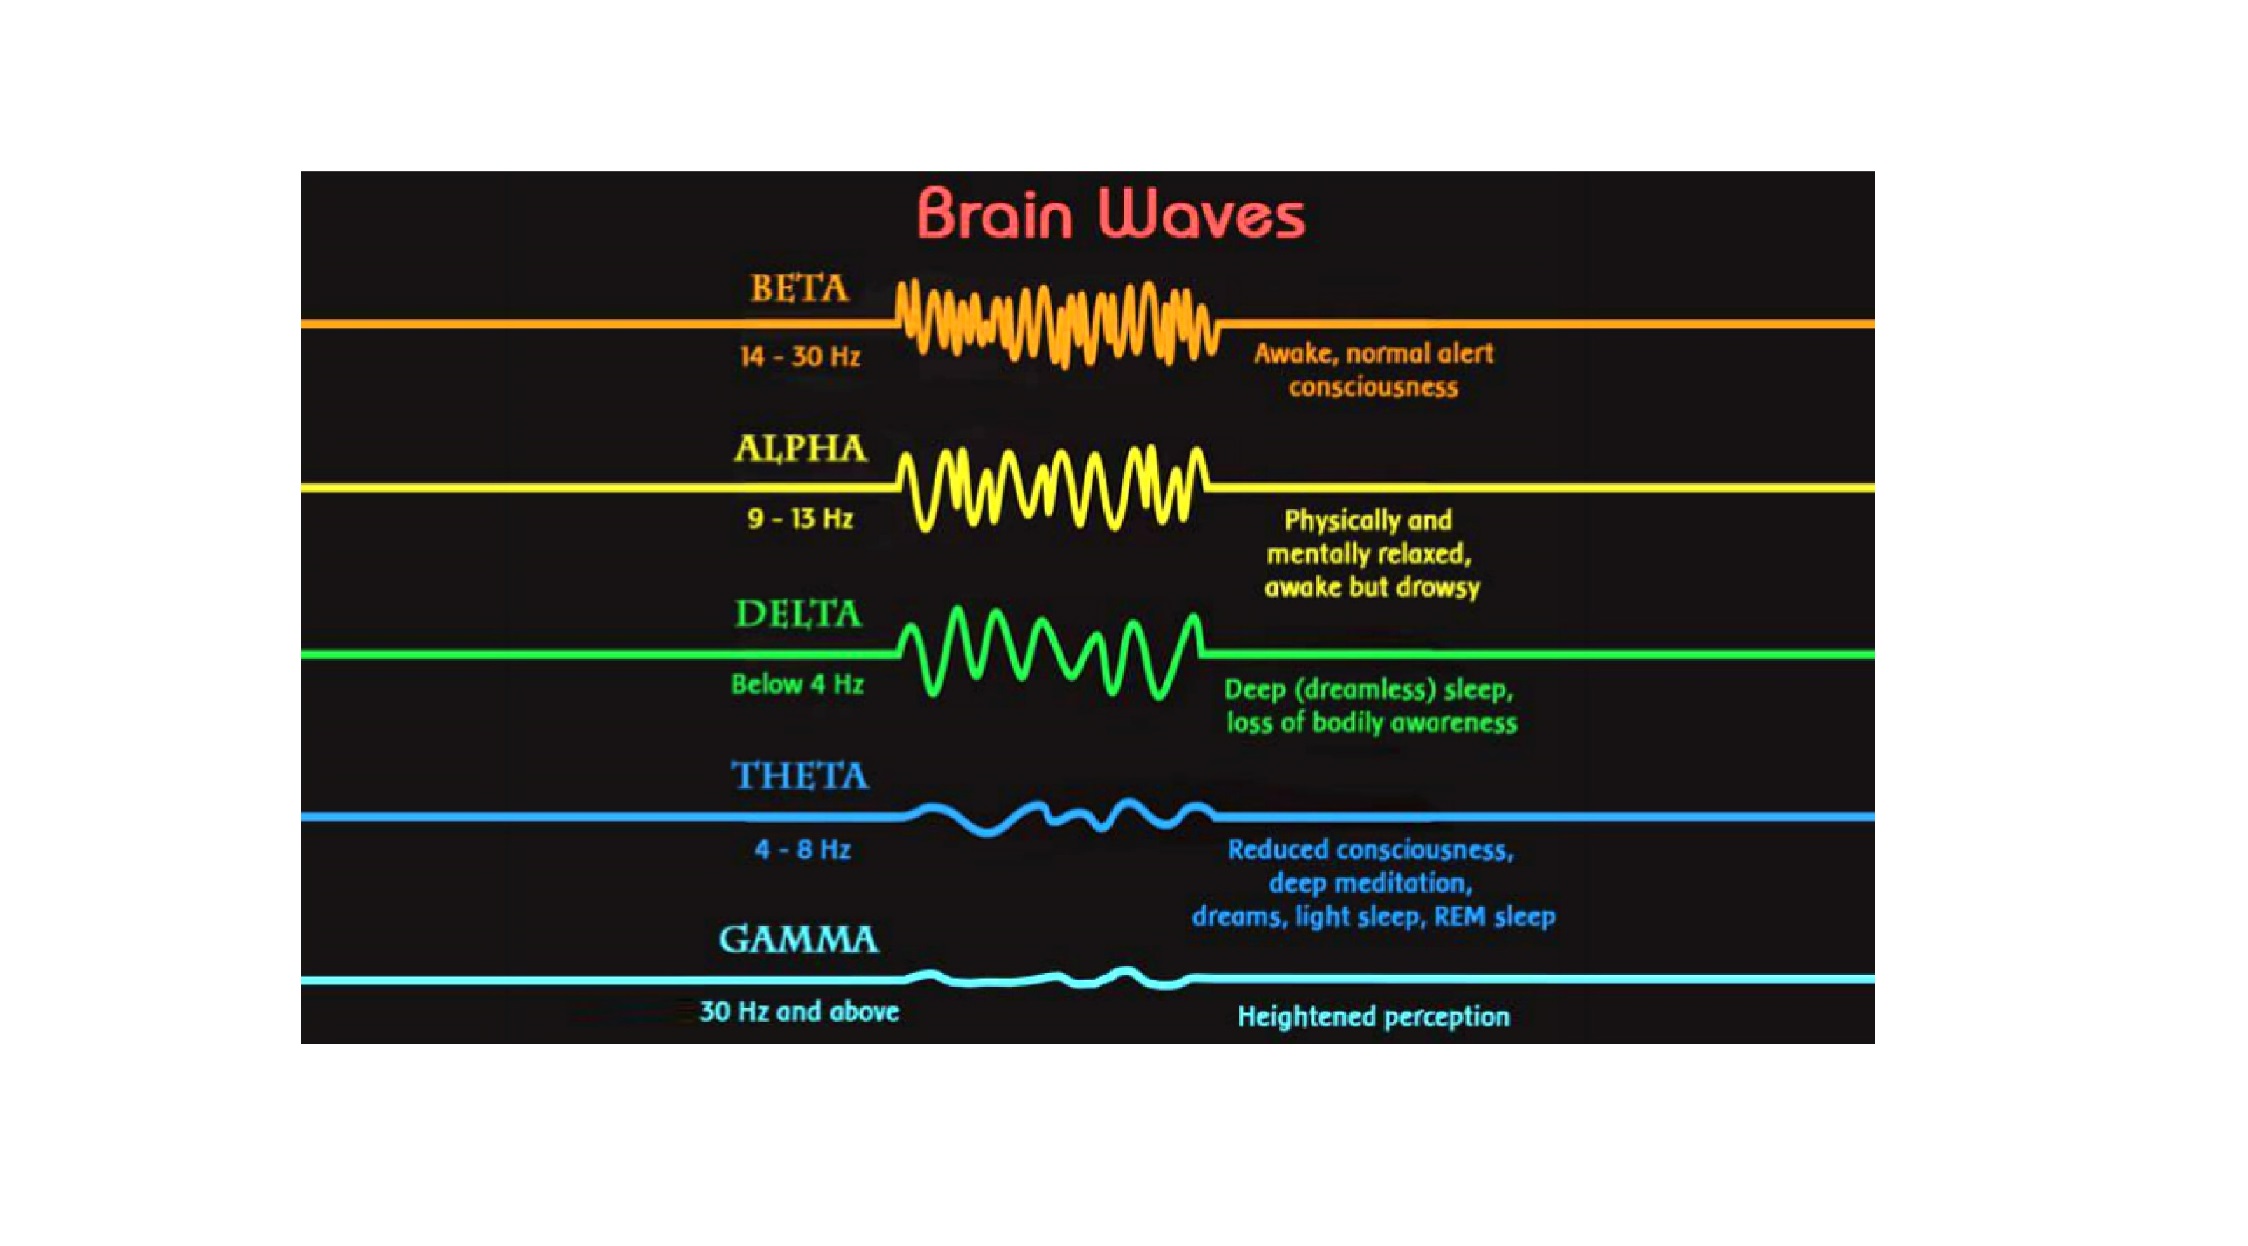 Brain Waves
BETA
14 - 30 Hz
Awake, normal alert
consciousness
ALPHA
9 - 13 Hz
Physically and
mentally relaxed,
awake but drowsy
DELTA
Below 4 Hz
Deep (dreamless) sleep,
loss of bodily awareness
THETA
4 - 8 Hz
Reduced consciousness,
deep meditation,
dreams, light sleep, REM sleep
GAMMA
30 Hz and above
Heightened perception